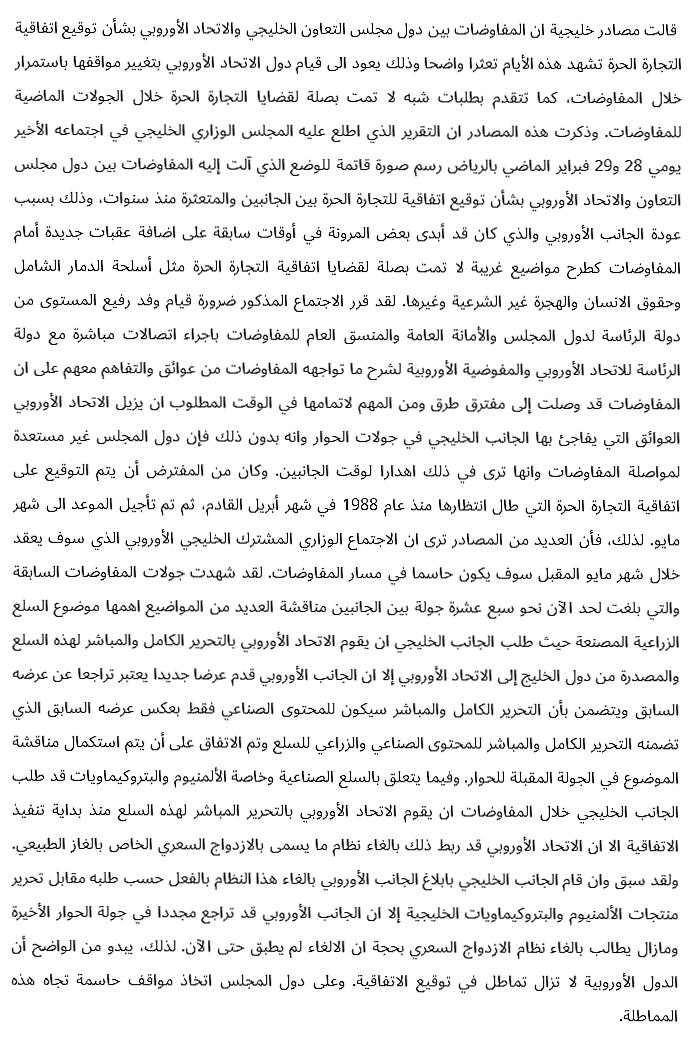 قالت مصادر خليجية ان المفاوضات بين دول مجلس التعاون الخليجي والاتحاد الأوروبي بشأن توقيع اتفاقية
التجارة الحرة تشهد هذه الأيام تعثرا واضحا وذلك يعود الى قيام دول الاتحاد الأوروبي بتغيير مواقفها باستمرار
خلال المفاوضات، كما تتقدم بطلبات شبه لا تمت بصلة لقضايا التجارة الحرة خلال الجولات الماضية
للمفاوضات. وذكرت هذه المصادر ان التقرير الذي اطلع عليه المجلس الوزاري الخليجي في اجتماعه الأخير
يومي 28 و29 فبراير الماضي بالرياض رسم صورة قاتمة للوضع الذي آلت إليه المفاوضات بين دول مجلس
التعاون والاتحاد الأوروبي بشأن توقيع اتفاقية للتجارة الحرة بين الجانبين والمتعثرة منذ سنوات، وذلك بسبب
عودة الجانب الأوروبي والذي كان قد أبدى بعض المرونة في أوقات سابقة على اضافة عقبات جديدة أمام
المفاوضات كطرح مواضيع غريبة لا تمت بصلة لقضايا اتفاقية التجارة الحرة مثل أسلحة الدمار الشامل
وحقوق الانسان والهجرة غير الشرعية وغيرها. لقد قرر الاجتماع المذكور ضرورة قيام وفد رفيع المستوى من
دولة الرئاسة لدول المجلس والأمانة العامة والمنسق العام للمفاوضات باجراء اتصالات مباشرة مع دولة
الرئاسة للاتحاد الأوروبي والمفوضية الأوروبية لشرح ما تواجهه المفاوضات من عوائق والتفاهم معهم على ان
المفاوضات قد وصلت إلى مفترق طرق ومن المهم لاتمامها في الوقت المطلوب ان يزيل الاتحاد الأوروبي
العوائق التي يفاجئ بها الجانب الخليجي في جولات الحوار وانه بدون ذلك فإن دول المجلس غير مستعدة
لمواصلة المفاوضات وانها ترى في ذلك اهدارا لوقت الجانبين. وكان من المفترض أن يتم التوقيع على
اتفاقية التجارة الحرة التي طال انتظارها منذ عام 1988 في شهر أبريل القادم، ثم تم تأجيل الموعد الى شهر
مايو. لذلك، فأن العديد من المصادر ترى ان الاجتماع الوزاري المشترك الخليجي الأوروبي الذي سوف يعقد
خلال شهر مايو المقبل سوف يكون حاسما في مسار المفاوضات. لقد شهدت جولات المفاوضات السابقة
والتي بلغت لحد الآن نحو سبع عشرة جولة بين الجانبين مناقشة العديد من المواضيع اهمها موضوع السلع
الزراعية المصنعة حيث طلب الجانب الخليجي ان يقوم الاتحاد الأوروبي بالتحرير الكامل والمباشر لهذه السلع
والمصدرة من دول الخليج إلى الاتحاد الأوروبي إلا ان الجانب الأوروبي قدم عرضا جديدا يعتبر تراجعا عن عرضه
السابق ويتضمن بأن التحرير الكامل والمباشر سيكون للمحتوى الصناعي فقط بعكس عرضه السابق الذي
تضمنه التحرير الكامل والمباشر للمحتوى الصناعي والزراعي للسلع وتم الاتفاق على أن يتم استكمال مناقشة
الموضوع في الجولة المقبلة للحوار. وفيما يتعلق بالسلع الصناعية وخاصة الألمنيوم والبتروكيماويات قد طلب
الجانب الخليجي خلال المفاوضات ان يقوم الاتحاد الأوروبي بالتحرير المباشر لهذه السلع منذ بداية تنفيذ
الاتفاقية الا ان الاتحاد الأوروبي قد ربط ذلك بالغاء نظام ما يسمى بالازدواج السعري الخاص بالغاز الطبيعي.
ولقد سبق وان قام الجانب الخليجي بابلاغ الجانب الأوروبي بالغاء هذا النظام بالفعل حسب طلبه مقابل تحرير
منتجات الألمنيوم والبتروكيماويات الخليجية إلا ان الجانب الأوروبي قد تراجع مجددا في جولة الحوار الأخيرة
ومازال يطالب بالغاء نظام الازدواج السعري بحجة ان الالغاء لم يطبق حتى الآن. لذلك، يبدو من الواضح أن
الدول الأوروبية لا تزال تماطل في توقيع الاتفاقية. وعلى دول المجلس اتخاذ مواقف حاسمة تجاه هذه
المماطلة.